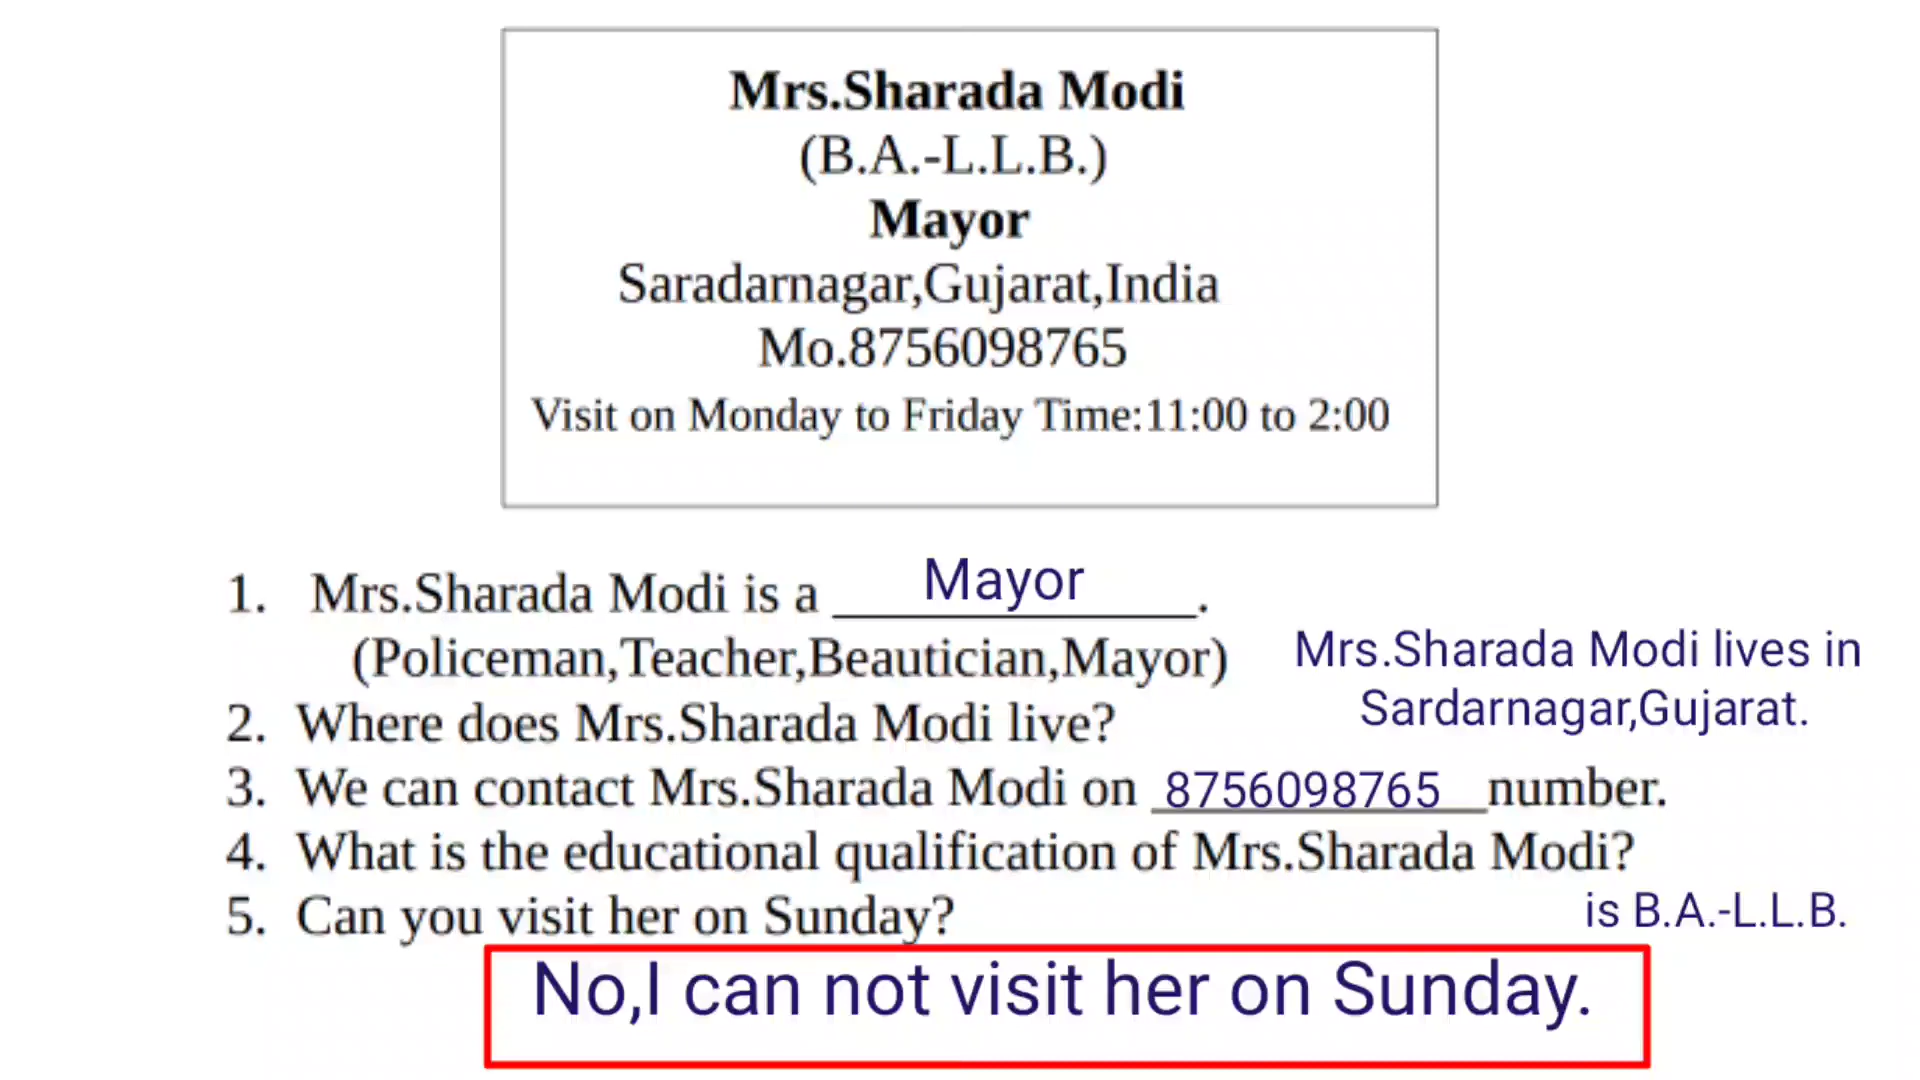 Mrs.Sharada Modi
(B.A.-L.L.B.)
Mayor
Saradarnagar,Gujarat,India
Mo.8756098765
Visit on Monday to Friday Time:11:00 to 2:00
1. Mrs.Sharada Modi is a ____Mayor____.
(Policeman,Teacher,Beautician,Mayor)
Mrs.Sharada Modi lives in
Sardarnagar,Gujarat.
2. Where does Mrs.Sharada Modi live?
3. We can contact Mrs.Sharada Modi on _8756098765_number.
4. What is the educational qualification of Mrs.Sharada Modi?
is B.A.-L.L.B.
5. Can you visit her on Sunday?
No,I can not visit her on Sunday.